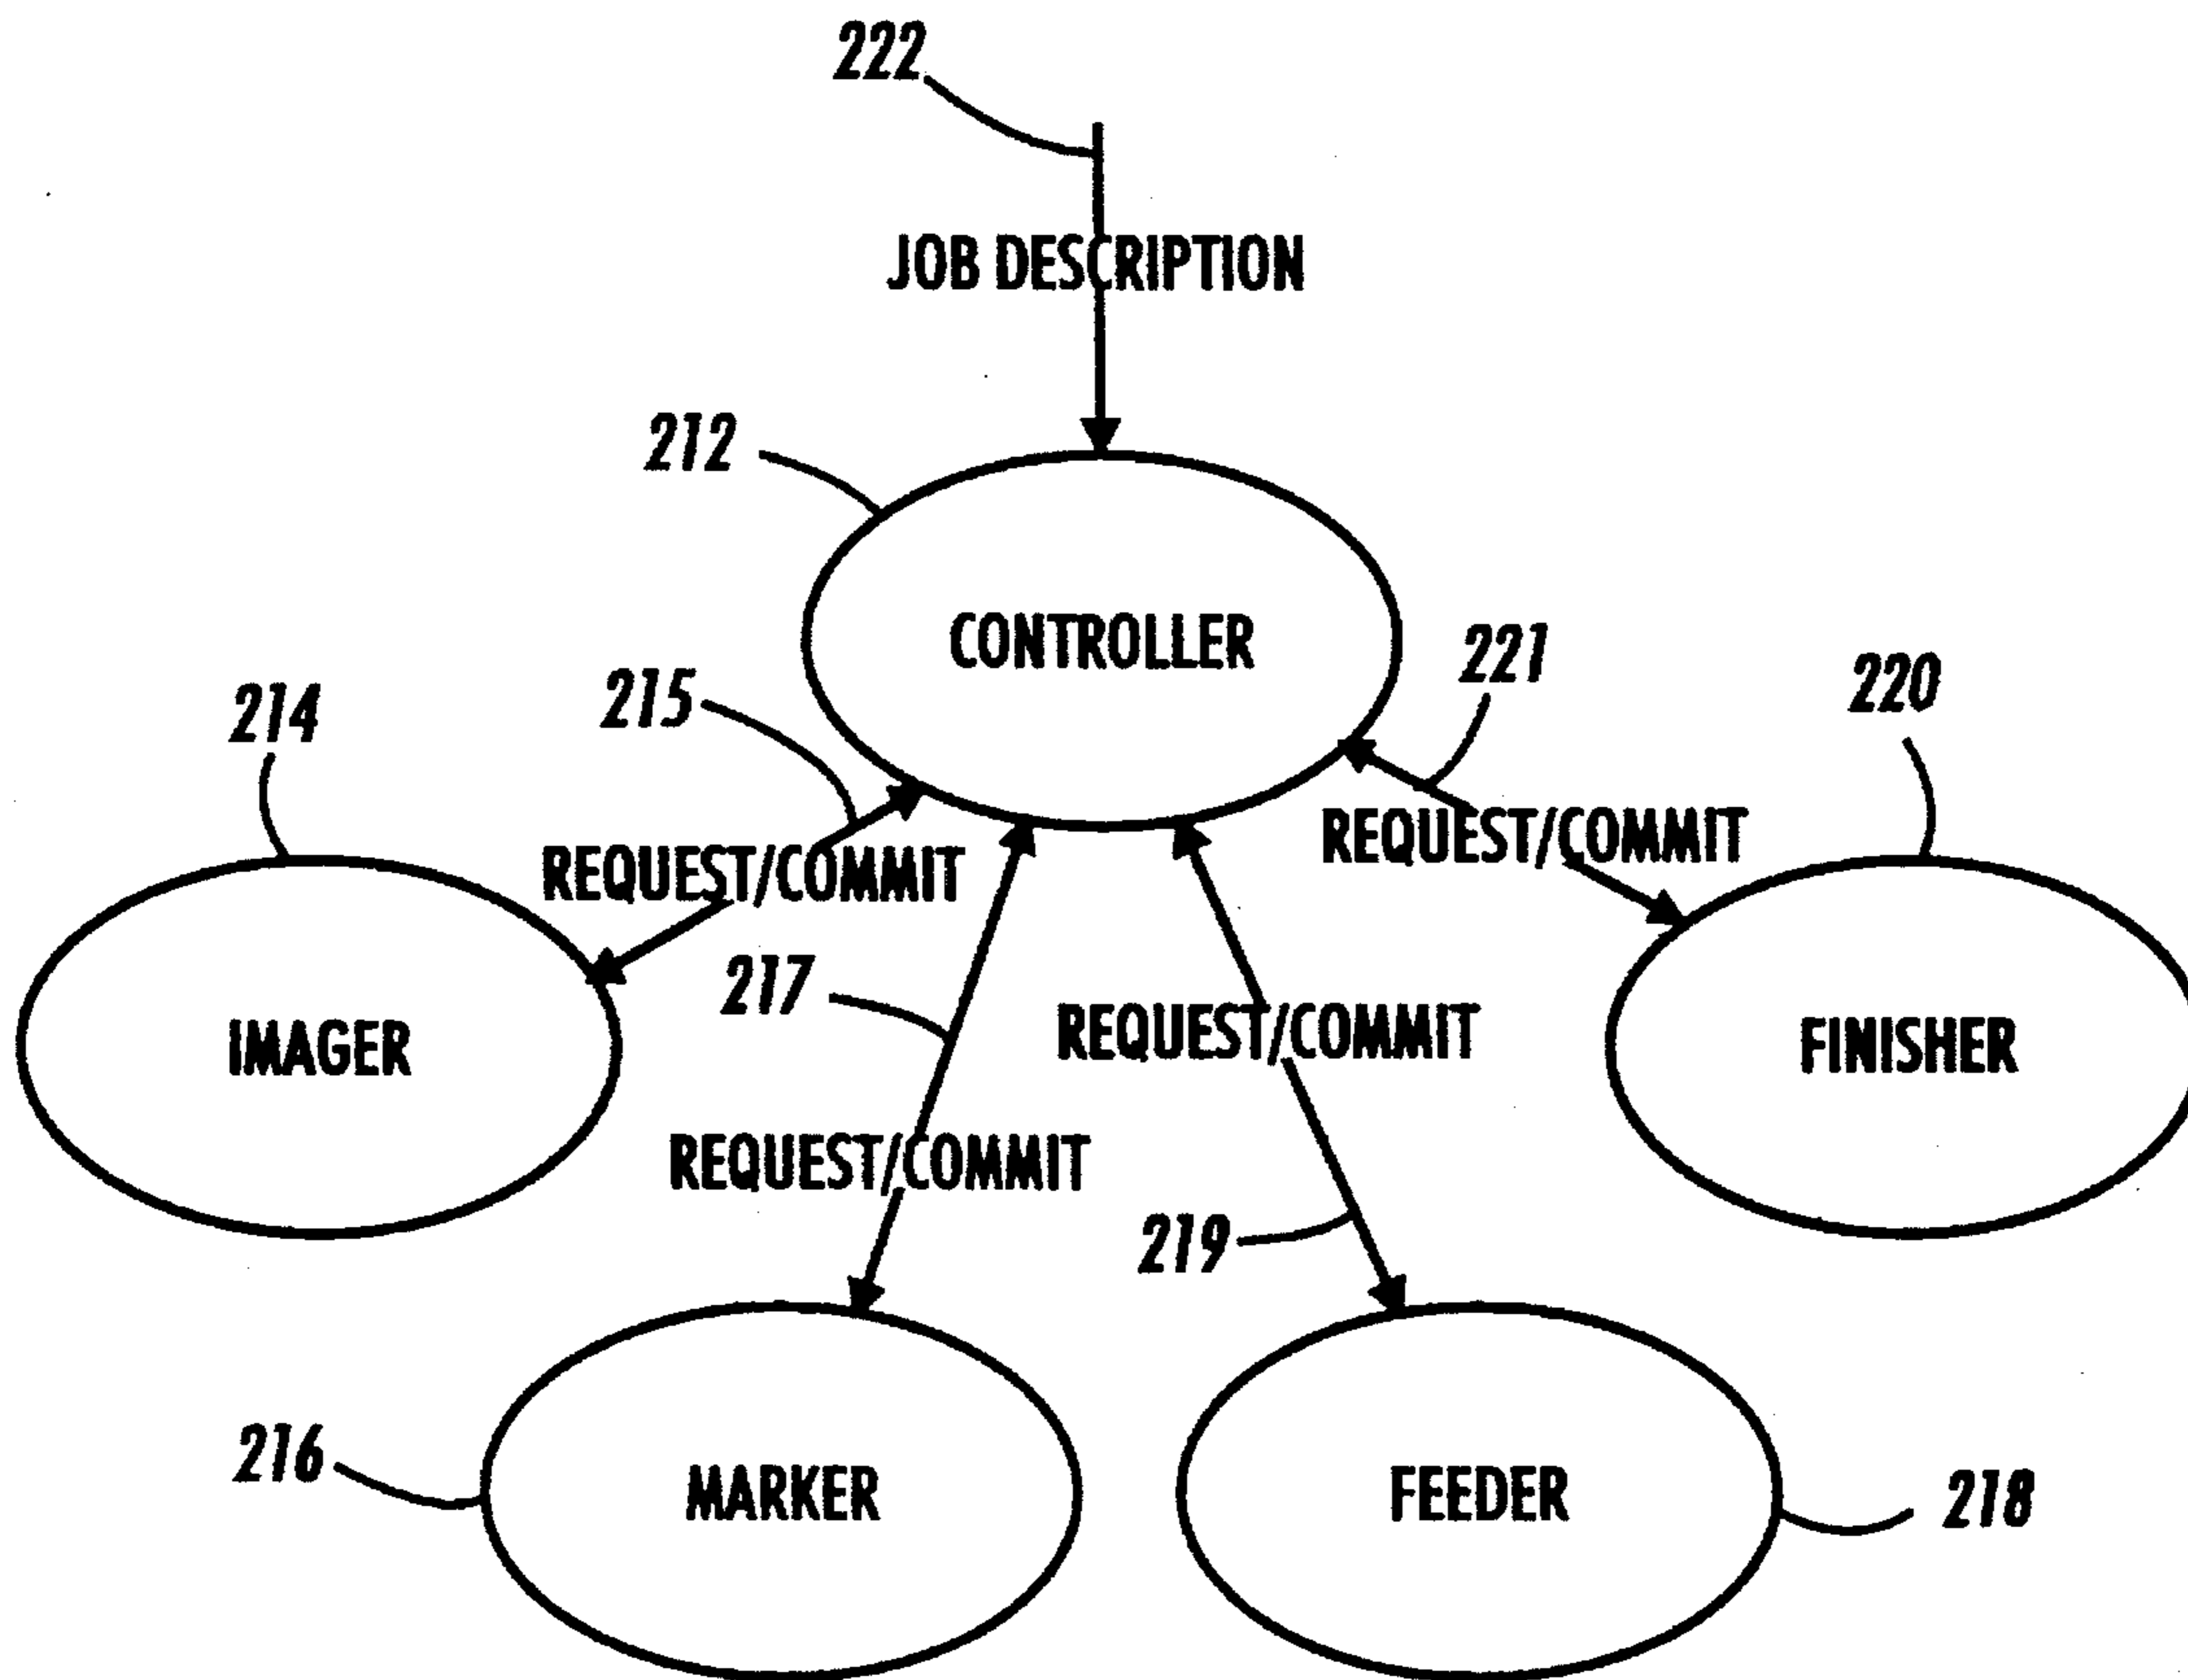 222
JOB DESCRIPTION
212
CONTROLLER
221
215
220
214
REQUEST/COMMIT
REQUEST/COMMIT
217
REQUEST/COMMIT
IMAGER
FINISHER
REQUEST/COMMIT
219
216
MARKER
FEEDER
218